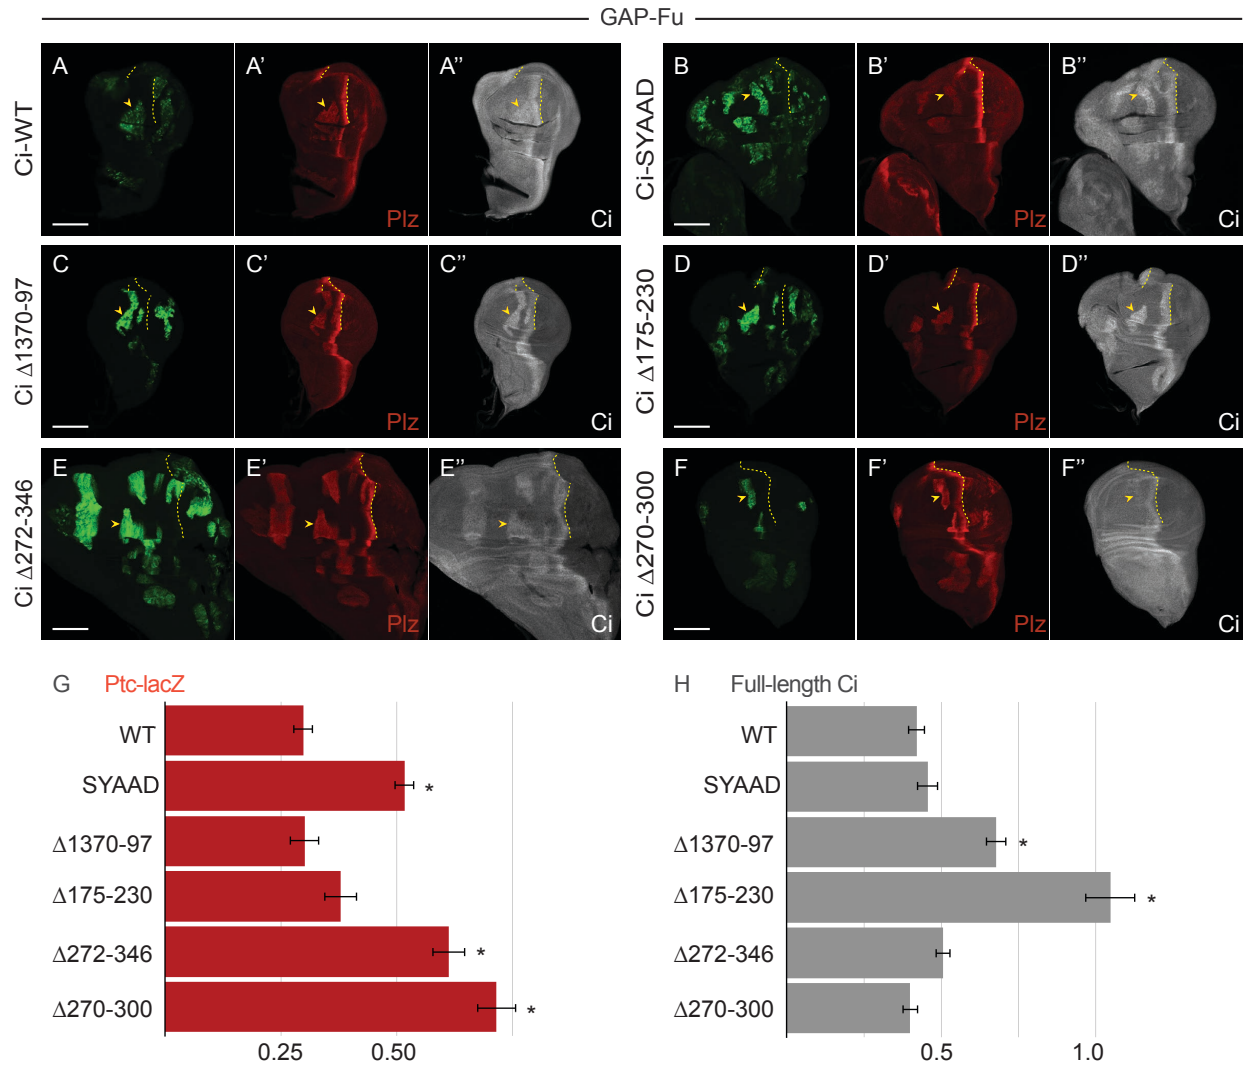 GAP-Fu
Ci-WT
A
A'
A''
Plz
Ci
Ci-SYAAD
B
B'
B''
Plz
Ci
Ci Δ1370-97
C
C'
C''
Plz
Ci
Ci Δ175-230
D
D'
D''
Plz
Ci
Ci Δ272-346
E
E'
E''
Plz
Ci
Ci Δ270-300
F
F'
F''
Plz
Ci
G Ptc-lacZ
WT
SYAAD
*
Δ1370-97
Δ175-230
Δ272-346
*
Δ270-300
*
0.25 0.50
H Full-length Ci
WT
SYAAD
Δ1370-97
*
Δ175-230
*
Δ272-346
Δ270-300
0.5 1.0